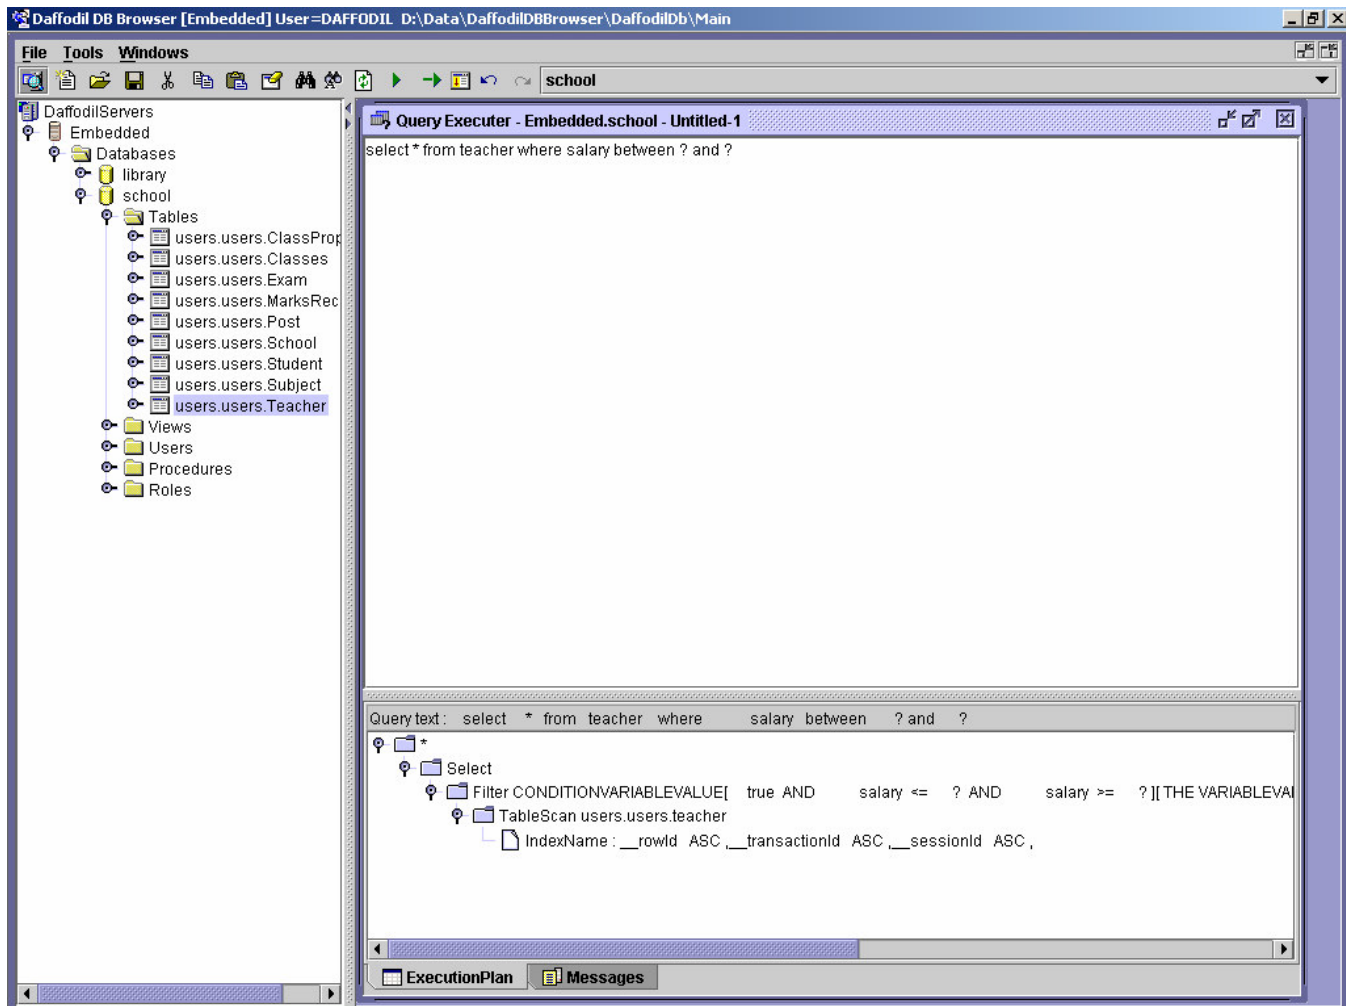 Daffodil DB Browser [Embedded] User=DAFFODIL D:\Data\DaffodilDBBrowser\DaffodilDb\Main
File Tools Windows
school
DaffodilServers
Embedded
Databases
library
school
Tables
users.users.ClassProp
users.users.Classes
users.users.Exam
users.users.MarksRec
users.users.Post
users.users.School
users.users.Student
users.users.Subject
users.users.Teacher
Views
Users
Procedures
Roles
Query Executer - Embedded.school - Untitled-1
select * from teacher where salary between ? and ?
Query text : select * from teacher where salary between ? and ?
*
Select
Filter CONDITIONVARIABLEVALUE[ true AND salary <= ? AND salary >= ? ][ THE VARIABLEVAL
TableScan users.users.teacher
IndexName : __rowId ASC ,__transactionId ASC ,__sessionId ASC ,
ExecutionPlan Messages